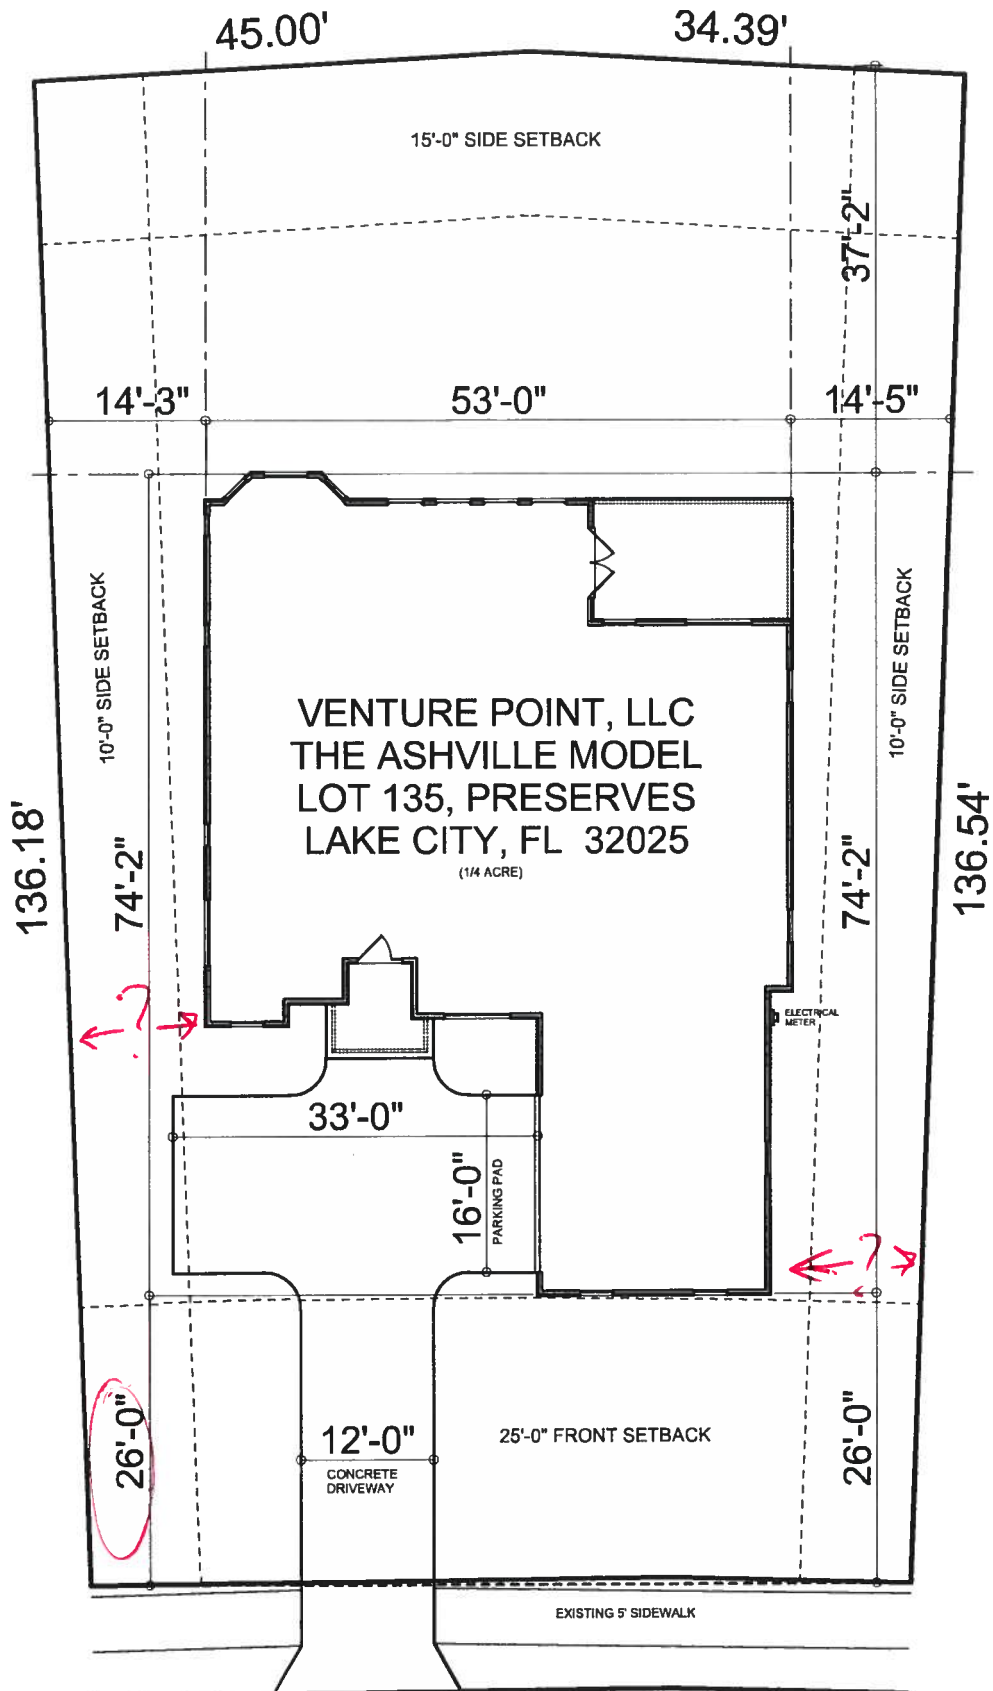 45.00'
34.39'
15'-0" SIDE SETBACK
37'-2"
14'-3"
53'-0"
14'-5"
10'-0" SIDE SETBACK
10'-0" SIDE SETBACK
VENTURE POINT, LLC
THE ASHVILLE MODEL
LOT 135, PRESERVES
LAKE CITY, FL 32025
(1/4 ACRE)
136.18'
74'-2"
74'-2"
136.54'
?
ELECTRICAL
METER
33'-0"
16'-0"
PARKING PAD
?
26'-0"
12'-0"
CONCRETE
DRIVEWAY
25'-0" FRONT SETBACK
26'-0"
EXISTING 5' SIDEWALK